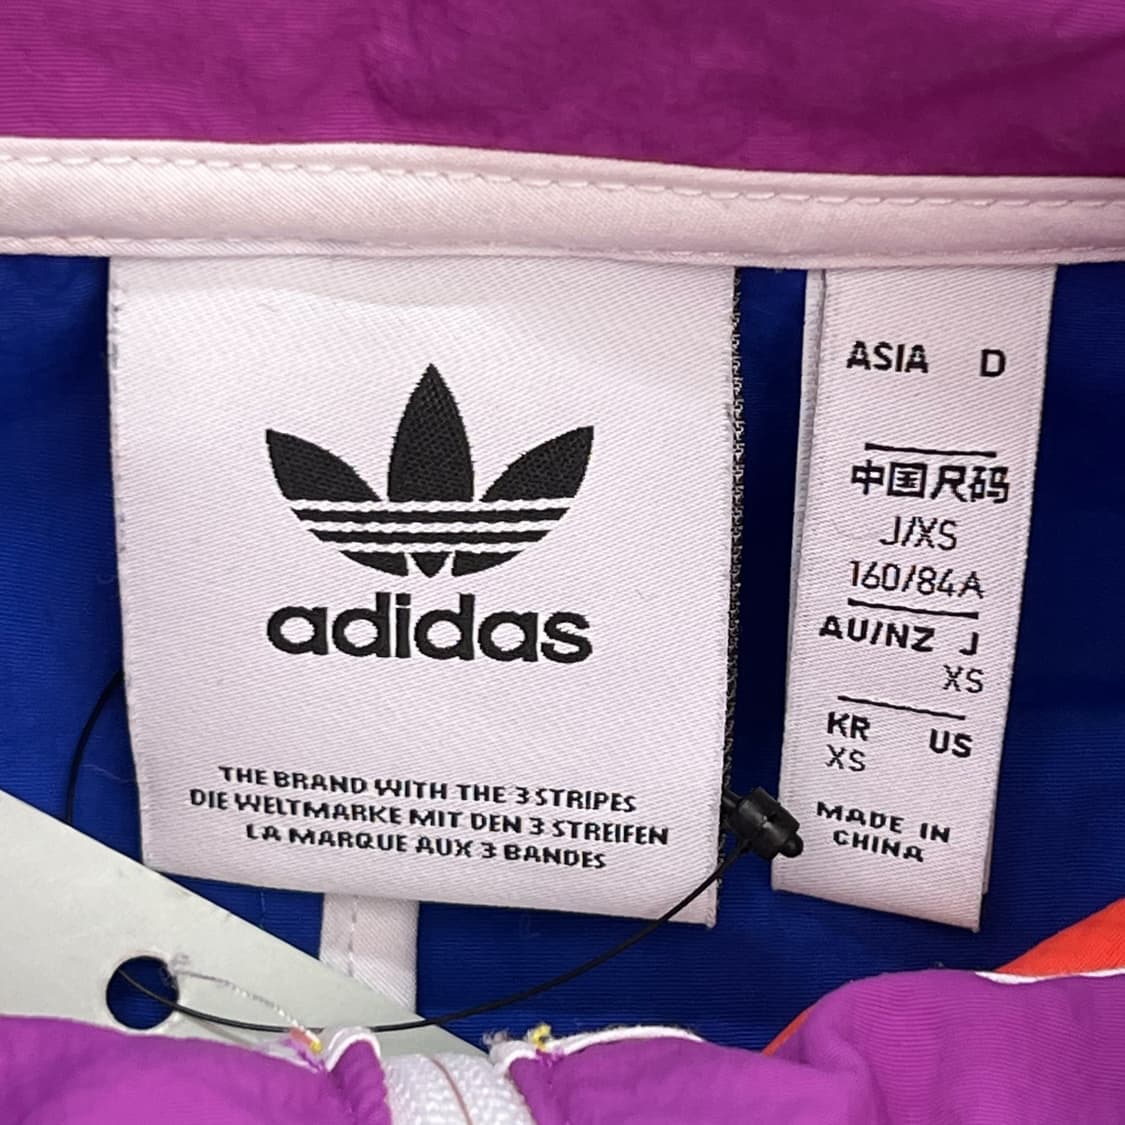 adidas
THE BRAND WITH THE 3 STRIPES
DIE WELTMARKE MIT DEN 3 STREIFEN
LA MARQUE AUX 3 BANDES
ASIA D
中国尺码
J/XS
160/84A
AU/NZ J
XS
KR US
XS
MADE IN
CHINA